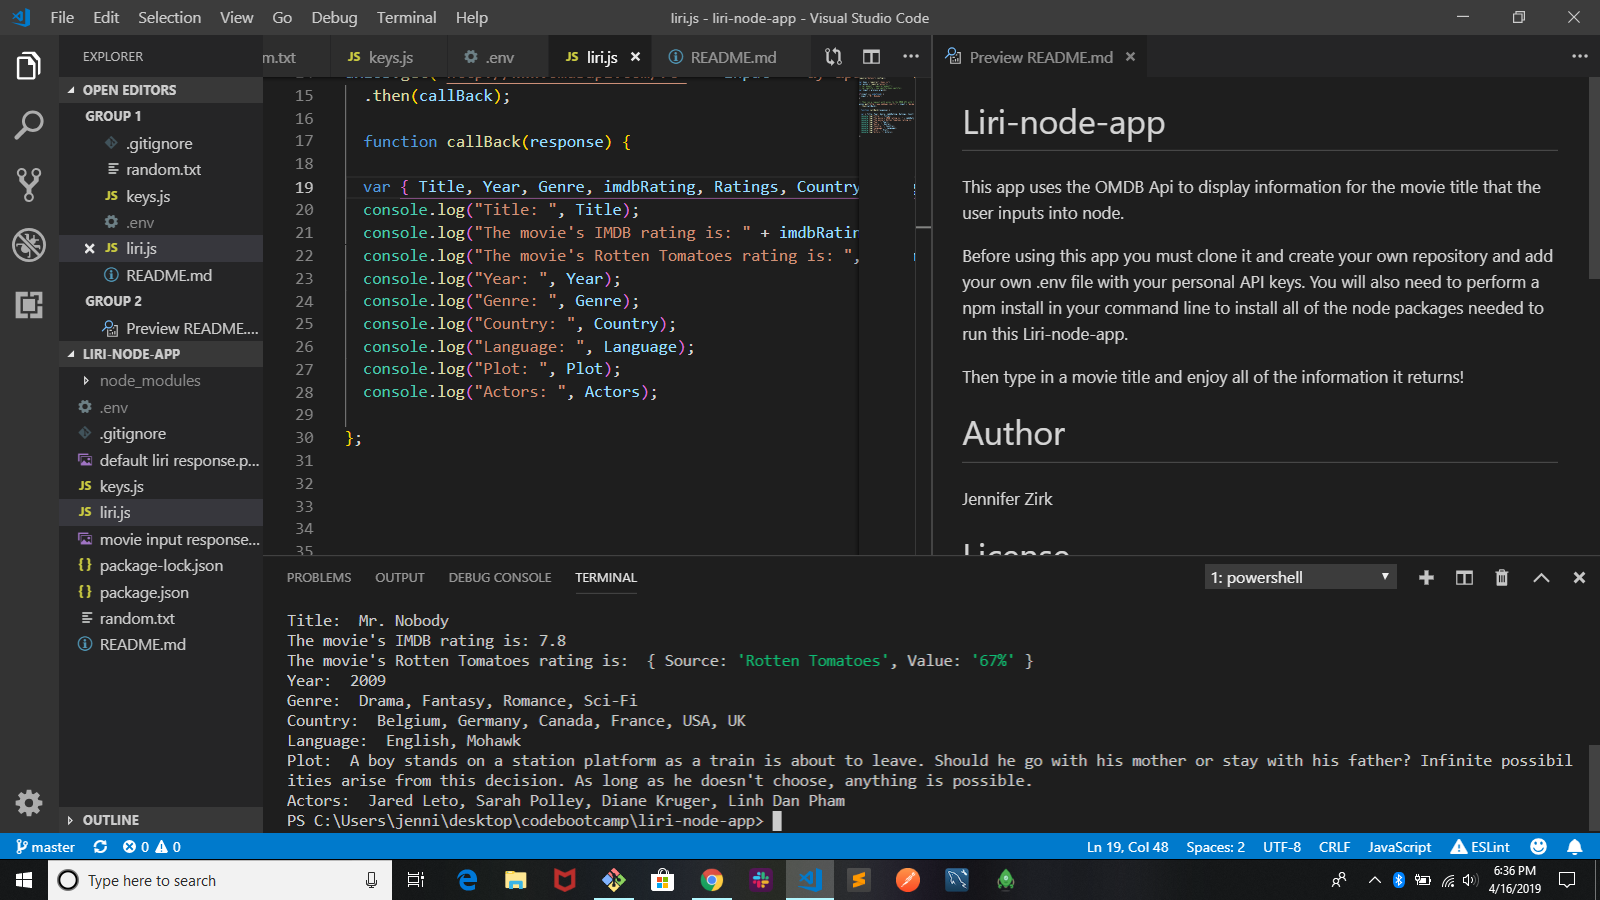 File Edit Selection View Go Debug Terminal Help
liri.js - liri-node-app - Visual Studio Code
EXPLORER
OPEN EDITORS
GROUP 1
.gitignore
random.txt
JS keys.js
.env
JS liri.js
README.md
GROUP 2
Preview README....
LIRI-NODE-APP
node_modules
.env
.gitignore
default liri response.p...
JS keys.js
JS liri.js
movie input response...
{} package-lock.json
{} package.json
random.txt
README.md
OUTLINE
m.txt JS keys.js .env JS liri.js README.md
15 .then(callBack);
16
17 function callBack(response) {
18
19 var { Title, Year, Genre, imdbRating, Ratings, Country
20 console.log("Title: ", Title);
21 console.log("The movie's IMDB rating is: " + imdbRatin
22 console.log("The movie's Rotten Tomatoes rating is: ",
23 console.log("Year: ", Year);
24 console.log("Genre: ", Genre);
25 console.log("Country: ", Country);
26 console.log("Language: ", Language);
27 console.log("Plot: ", Plot);
28 console.log("Actors: ", Actors);
29
30 };
31
32
33
34
35
Preview README.md
Liri-node-app
This app uses the OMDB Api to display information for the movie title that the
user inputs into node.
Before using this app you must clone it and create your own repository and add
your own .env file with your personal API keys. You will also need to perform a
npm install in your command line to install all of the node packages needed to
run this Liri-node-app.
Then type in a movie title and enjoy all of the information it returns!
Author
Jennifer Zirk
License
PROBLEMS OUTPUT DEBUG CONSOLE TERMINAL
1: powershell
Title:  Mr. Nobody
The movie's IMDB rating is: 7.8
The movie's Rotten Tomatoes rating is:  { Source: 'Rotten Tomatoes', Value: '67%' }
Year:  2009
Genre:  Drama, Fantasy, Romance, Sci-Fi
Country:  Belgium, Germany, Canada, France, USA, UK
Language:  English, Mohawk
Plot:  A boy stands on a station platform as a train is about to leave. Should he go with his mother or stay with his father? Infinite possibil
ities arise from this decision. As long as he doesn't choose, anything is possible.
Actors:  Jared Leto, Sarah Polley, Diane Kruger, Linh Dan Pham
PS C:\Users\jenni\desktop\codebootcamp\liri-node-app>
master 0 0 Ln 19, Col 48 Spaces: 2 UTF-8 CRLF JavaScript ESLint
Type here to search
6:36 PM
4/16/2019